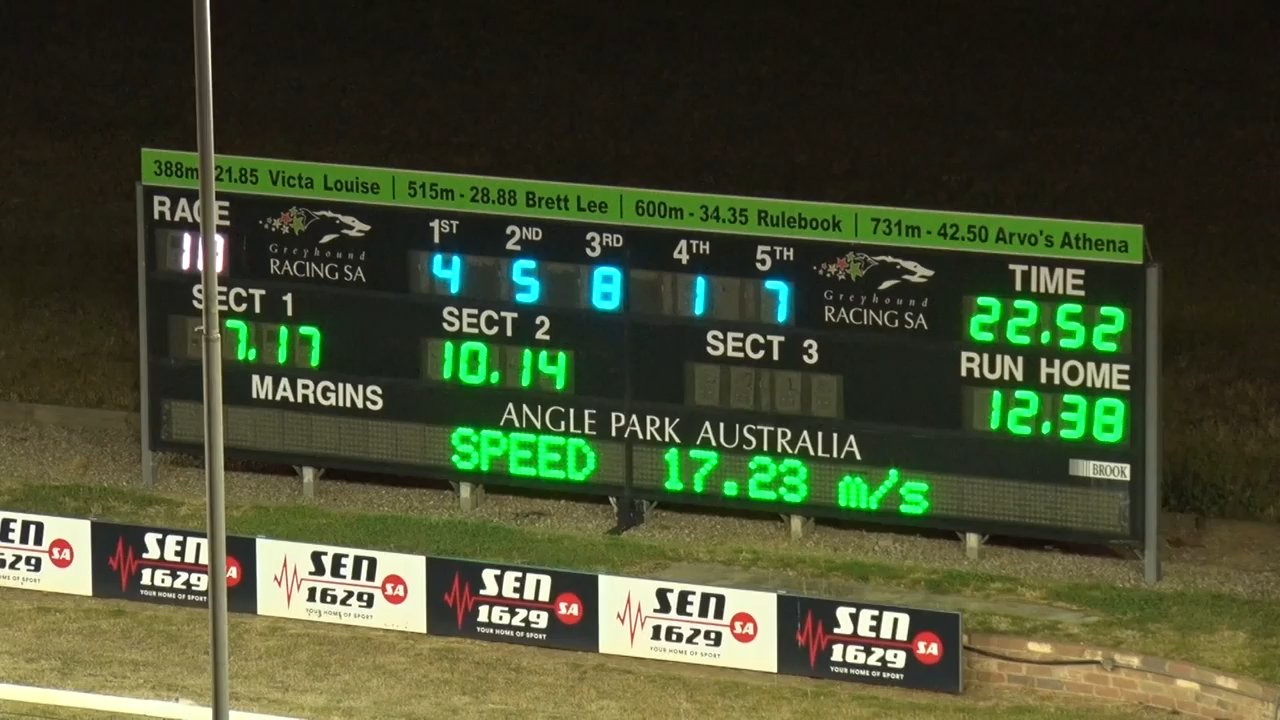 388m 21.85 Victa Louise | 515m - 28.88 Brett Lee | 600m - 34.35 Rulebook | 731m - 42.50 Arvo's Athena
RACE
Greyhound
RACING SA
1ST 2ND 3RD 4TH 5TH
4 5 8 1 7
Greyhound
RACING SA
TIME
22.52
SECT 1
7.17
SECT 2
10.14
SECT 3
RUN HOME
12.38
MARGINS
ANGLE PARK AUSTRALIA
SPEED 17.23 m/s
BROOK
SEN
1629 SA
HOME OF SPORT
SEN
1629
YOUR HOME OF SPORT
SEN
1629 SA
YOUR HOME OF SPORT
SEN
1629 SA
YOUR HOME OF SPORT
SEN
1629 SA
YOUR HOME OF SPORT
SEN
1629 SA
YOUR HOME OF SPORT